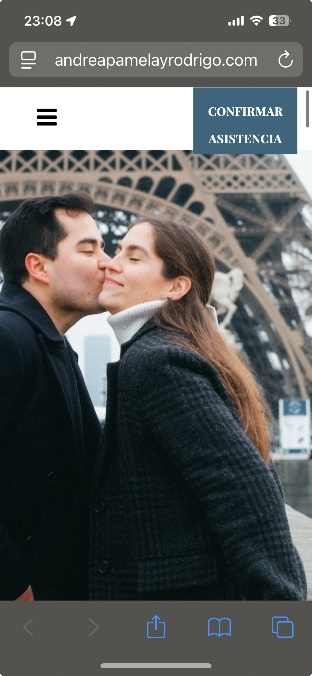 23:08
33
andreapamelayrodrigo.com
CONFIRMAR
ASISTENCIA